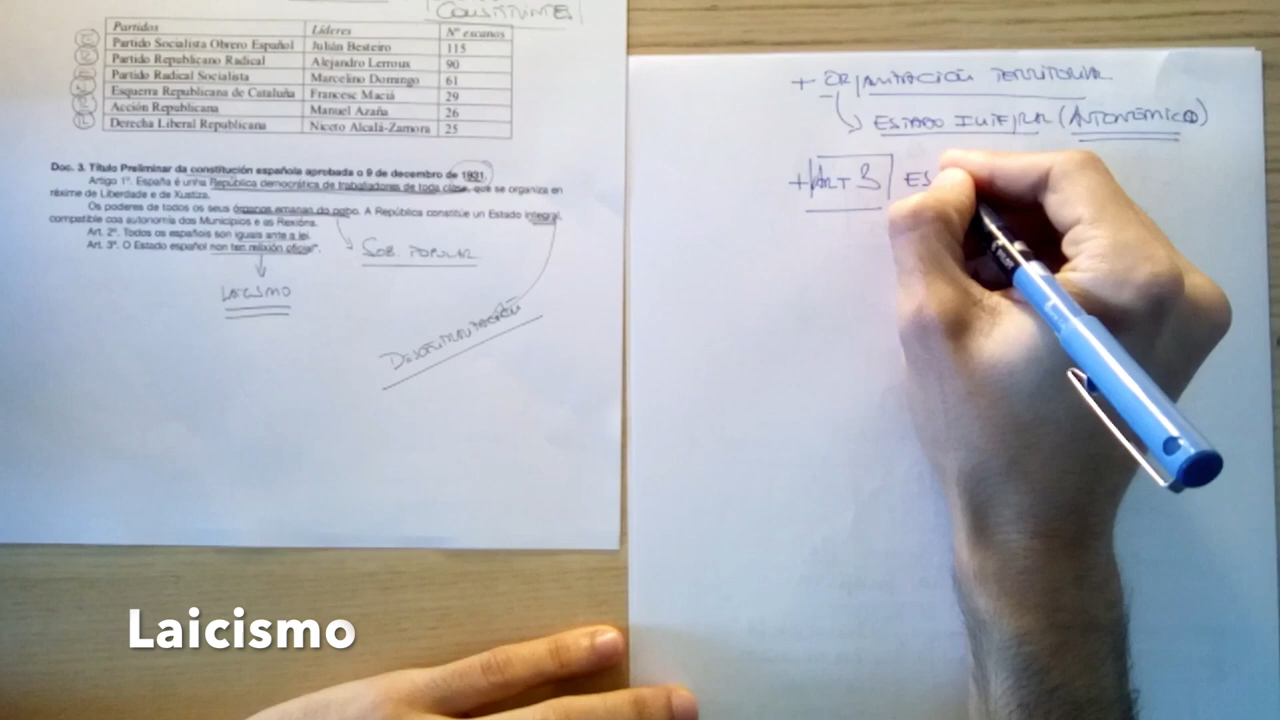 CONSTITUINTES
Partidos Líderes Nº escanos
Partido Socialista Obrero Español Julián Besteiro 115
Partido Republicano Radical Alejandro Lerroux 90
Partido Radical Socialista Marcelino Domingo 61
Esquerra Republicana de Cataluña Francesc Maciá 29
Acción Republicana Manuel Azaña 26
Derecha Liberal Republicana Niceto Alcalá-Zamora 25
Doc. 3. Título Preliminar da constitución española aprobada o 9 de decembro de 1931.
Artigo 1º. España é unha República democrática de traballadores de toda clase, que se organiza en
réxime de Liberdade e de Xustiza.
Os poderes de todos os seus órganos emanan do pobo. A República constitúe un Estado integral,
compatible coa autonomía dos Municipios e as Rexións.
Art. 2º. Todos os españois son iguais ante a lei.
Art. 3º. O Estado español non ten relixión oficial".
SOB. POPULAR
LAICISMO
DESCENTRALIZACIÓN
+ ORGANIZACIÓN TERRITORIAL
ESTADO INTEGRAL (AUTONÓMICO)
+ ART 3 ES
Laicismo